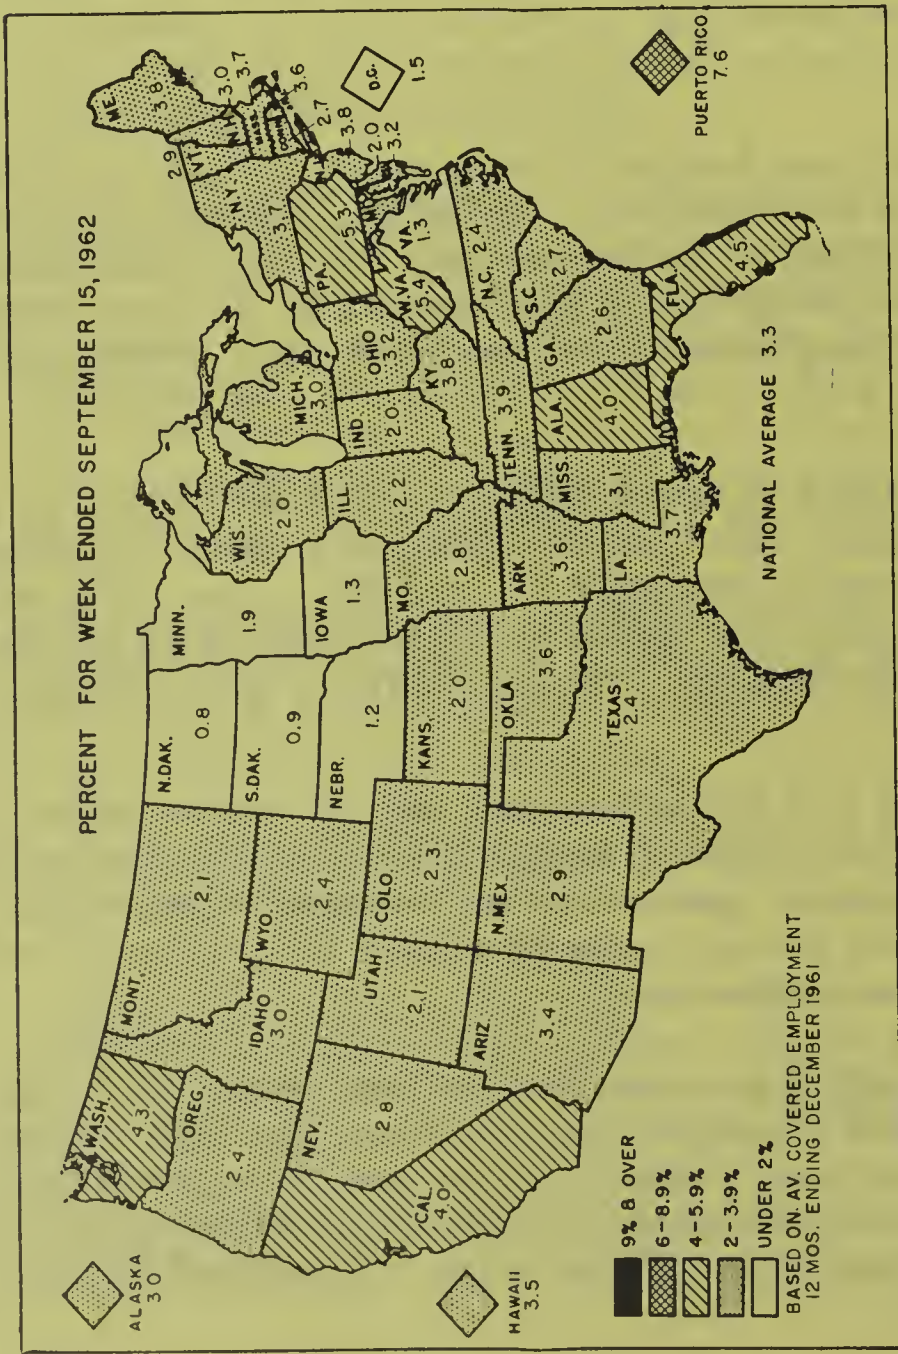 PERCENT FOR WEEK ENDED SEPTEMBER 15, 1962
WASH.
4.3
OREG.
2.4
CAL.
4.0
NEV.
2.8
IDAHO
3.0
MONT.
2.1
WYO.
2.4
UTAH
2.1
COLO.
2.3
ARIZ.
3.4
N.MEX.
2.9
N.DAK.
0.8
S.DAK.
0.9
NEBR.
1.2
KANS.
2.0
OKLA
3.6
TEXAS
2.4
MINN.
1.9
IOWA
1.3
MO.
2.8
ARK.
3.6
LA.
3.7
WIS.
2.0
ILL.
2.2
MICH.
3.0
IND.
2.0
OHIO
3.2
KY.
3.8
TENN.
3.9
MISS.
3.1
ALA.
4.0
GA.
2.6
FLA.
4.5
S.C.
2.7
N.C.
2.4
VA.
1.3
W.VA.
5.4
PA.
5.3
N.Y.
3.7
VT.
2.9
N.H.
3.0
ME.
3.8
MASS.
3.7
CONN.
3.6
2.7
N.J.
3.8
2.0
MD.
3.2
D.C.
1.5
PUERTO RICO
7.6
ALASKA
3.0
HAWAII
3.5
NATIONAL AVERAGE 3.3
9% & OVER
6-8.9%
4-5.9%
2-3.9%
UNDER 2%
BASED ON AV. COVERED EMPLOYMENT
12 MOS. ENDING DECEMBER 1961